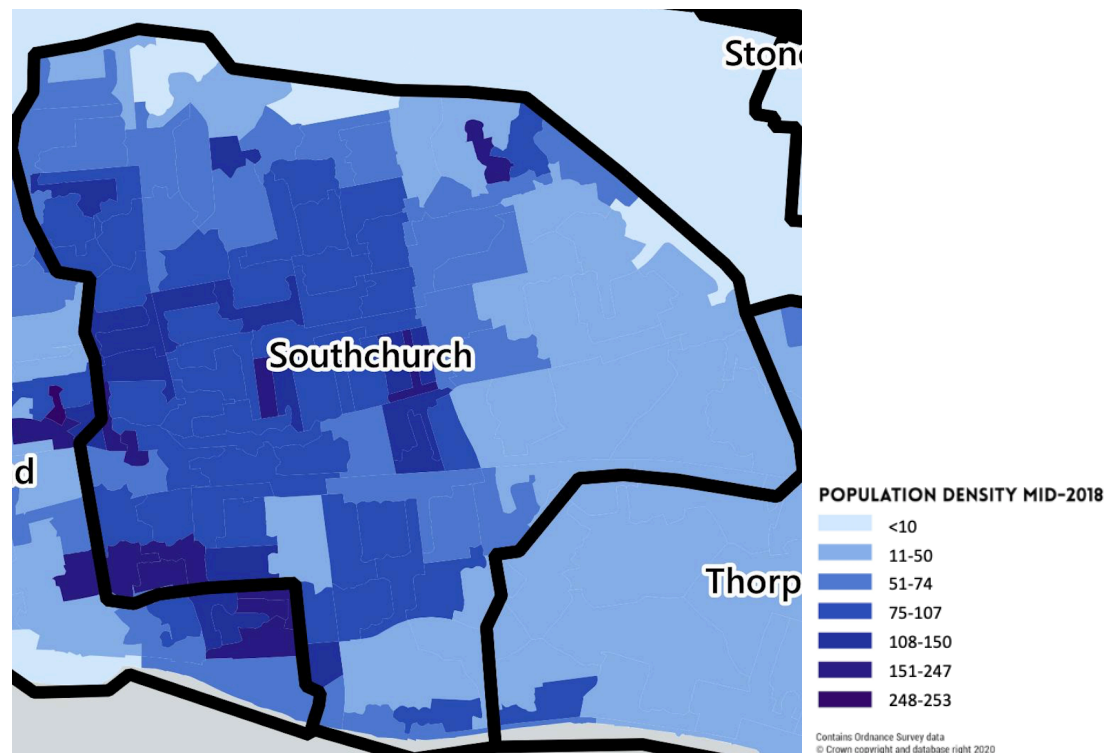 Ston
Southchurch
d
Thorp
POPULATION DENSITY MID-2018
<10
11-50
51-74
75-107
108-150
151-247
248-253
Contains Ordnance Survey data
© Crown copyright and database right 2020